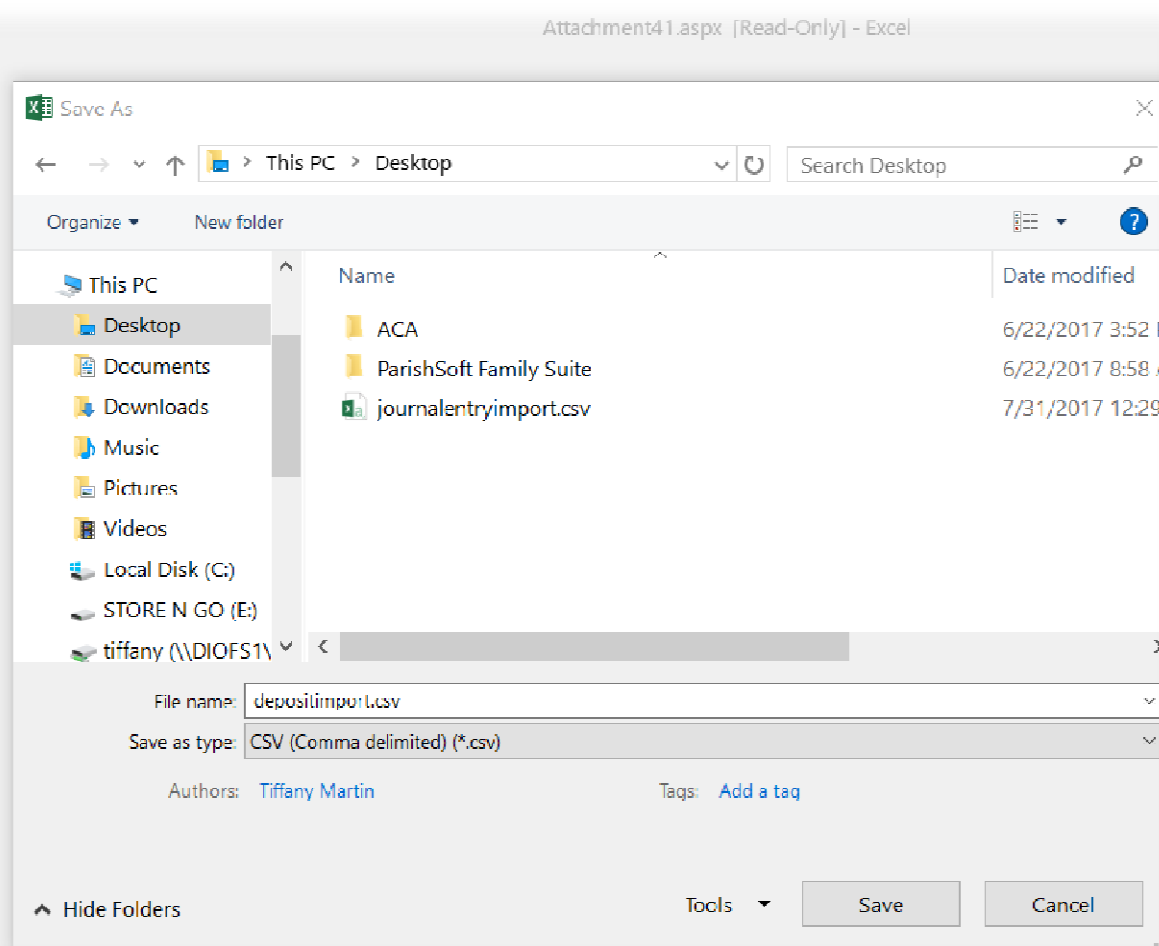 Attachment41.aspx [Read-Only] - Excel
Save As
This PC > Desktop
Search Desktop
Organize
New folder
?
This PC
Desktop
Documents
Downloads
Music
Pictures
Videos
Local Disk (C:)
STORE N GO (E:)
tiffany (\\DIOFS1\
Name
Date modified
ACA
6/22/2017 3:52
ParishSoft Family Suite
6/22/2017 8:58
journalentryimport.csv
7/31/2017 12:29
File name: depositimport.csv
Save as type: CSV (Comma delimited) (*.csv)
Authors: Tiffany Martin
Tags: Add a tag
Hide Folders
Tools
Save
Cancel